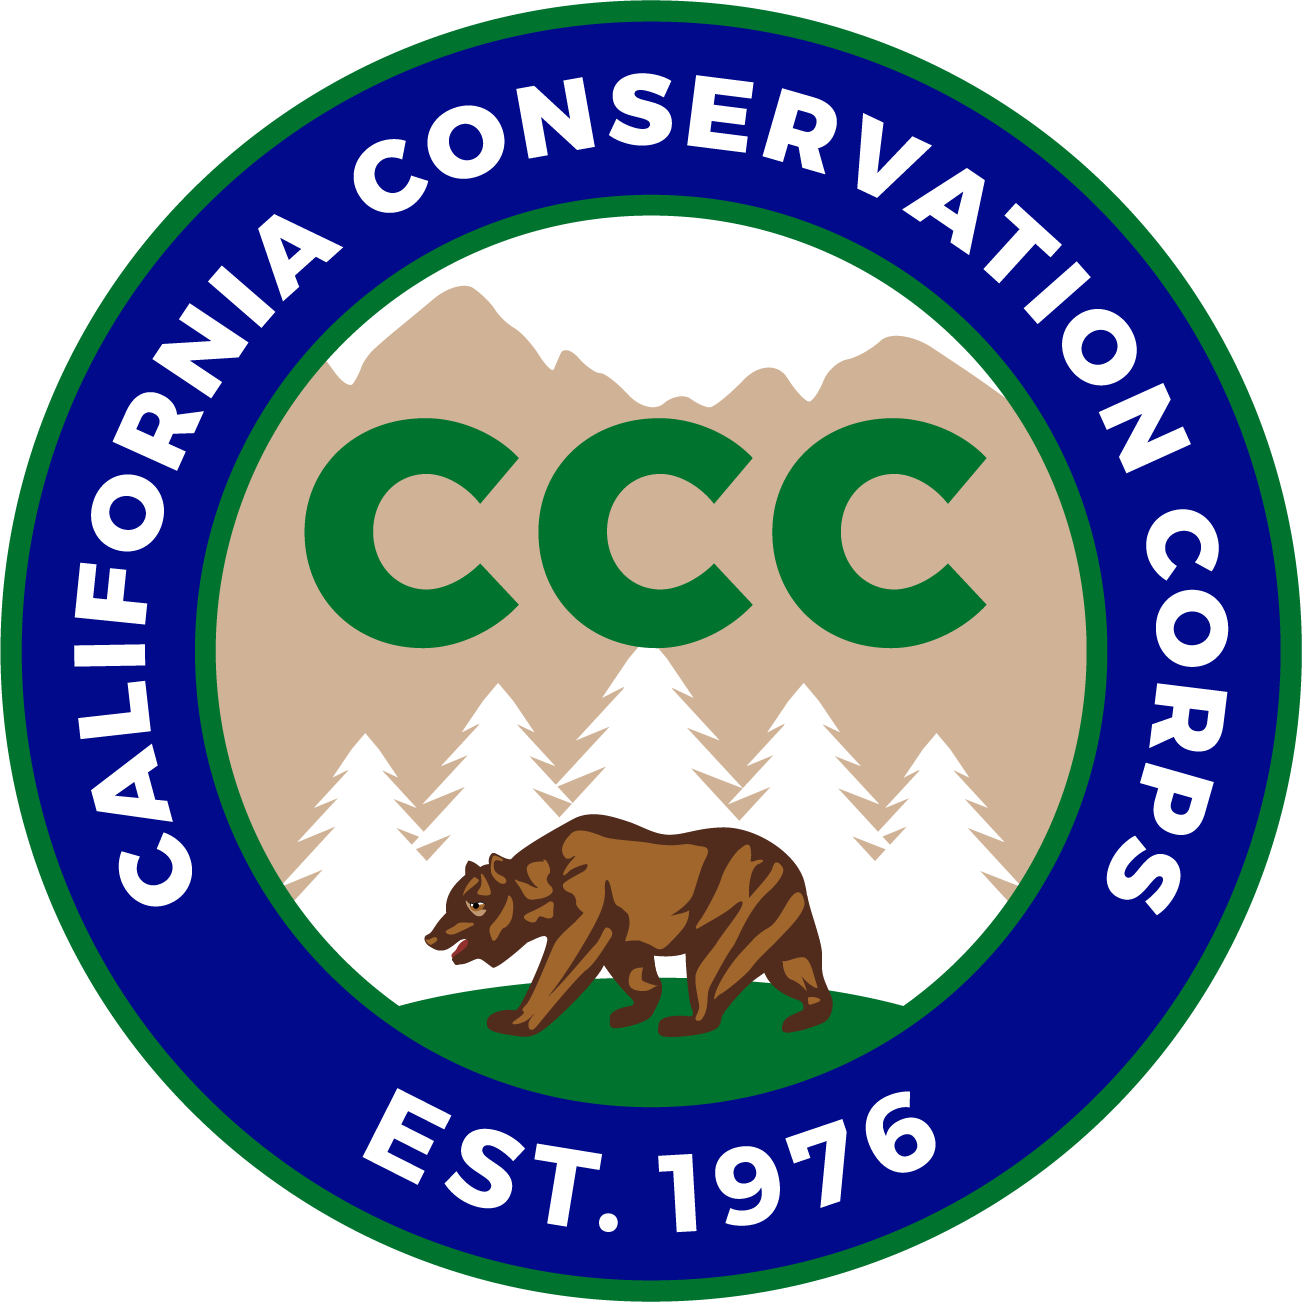 CALIFORNIA CONSERVATION CORPS
CCC
EST. 1976